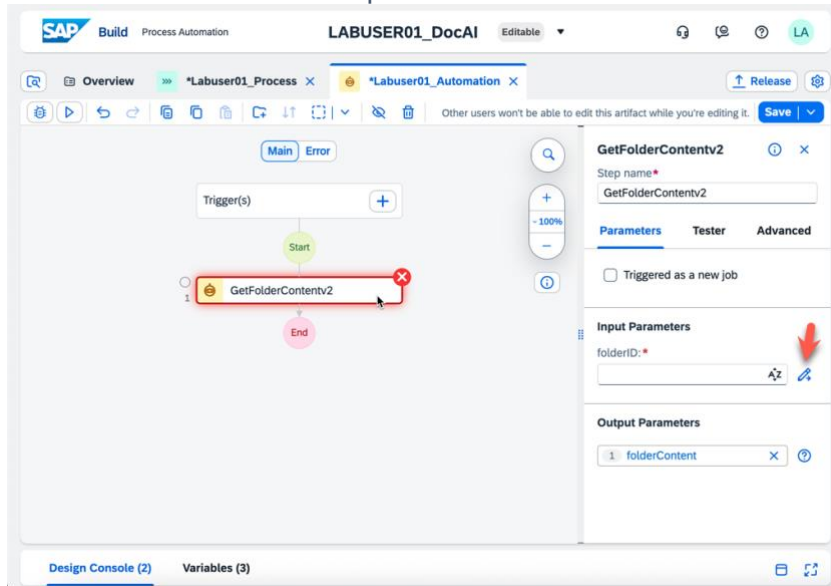 SAP Build Process Automation LABUSER01_DocAI Editable LA
Overview *Labuser01_Process *Labuser01_Automation Release
Other users won't be able to edit this artifact while you're editing it. Save
Main Error
Trigger(s)
Start
1 GetFolderContentv2
End
- 100%
GetFolderContentv2
Step name*
GetFolderContentv2
Parameters Tester Advanced
Triggered as a new job
Input Parameters
folderID:*
AZ
Output Parameters
1 folderContent
Design Console (2) Variables (3)